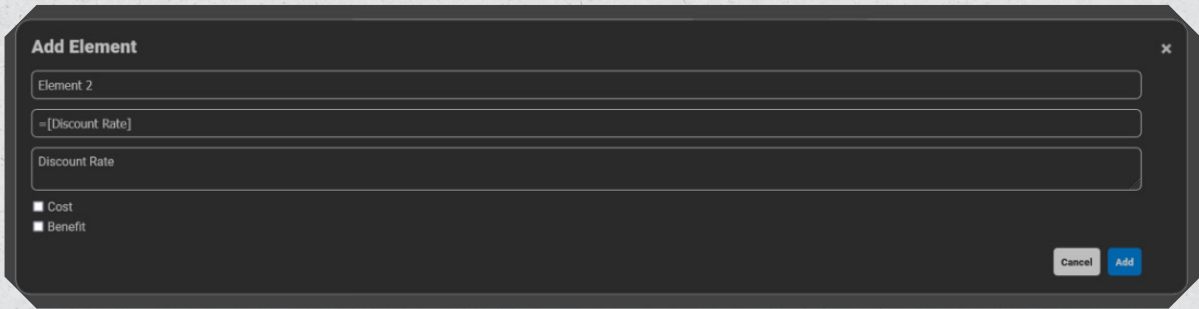 Add Element
×
Element 2
=[Discount Rate]
Discount Rate
Cost
Benefit
Cancel Add